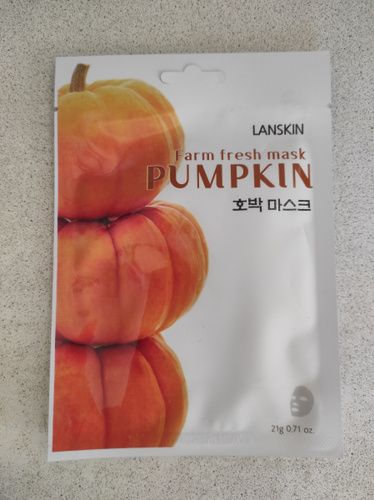 LANSKIN
Farm fresh mask
PUMPKIN
호박 마스크
21g 0.71 oz.